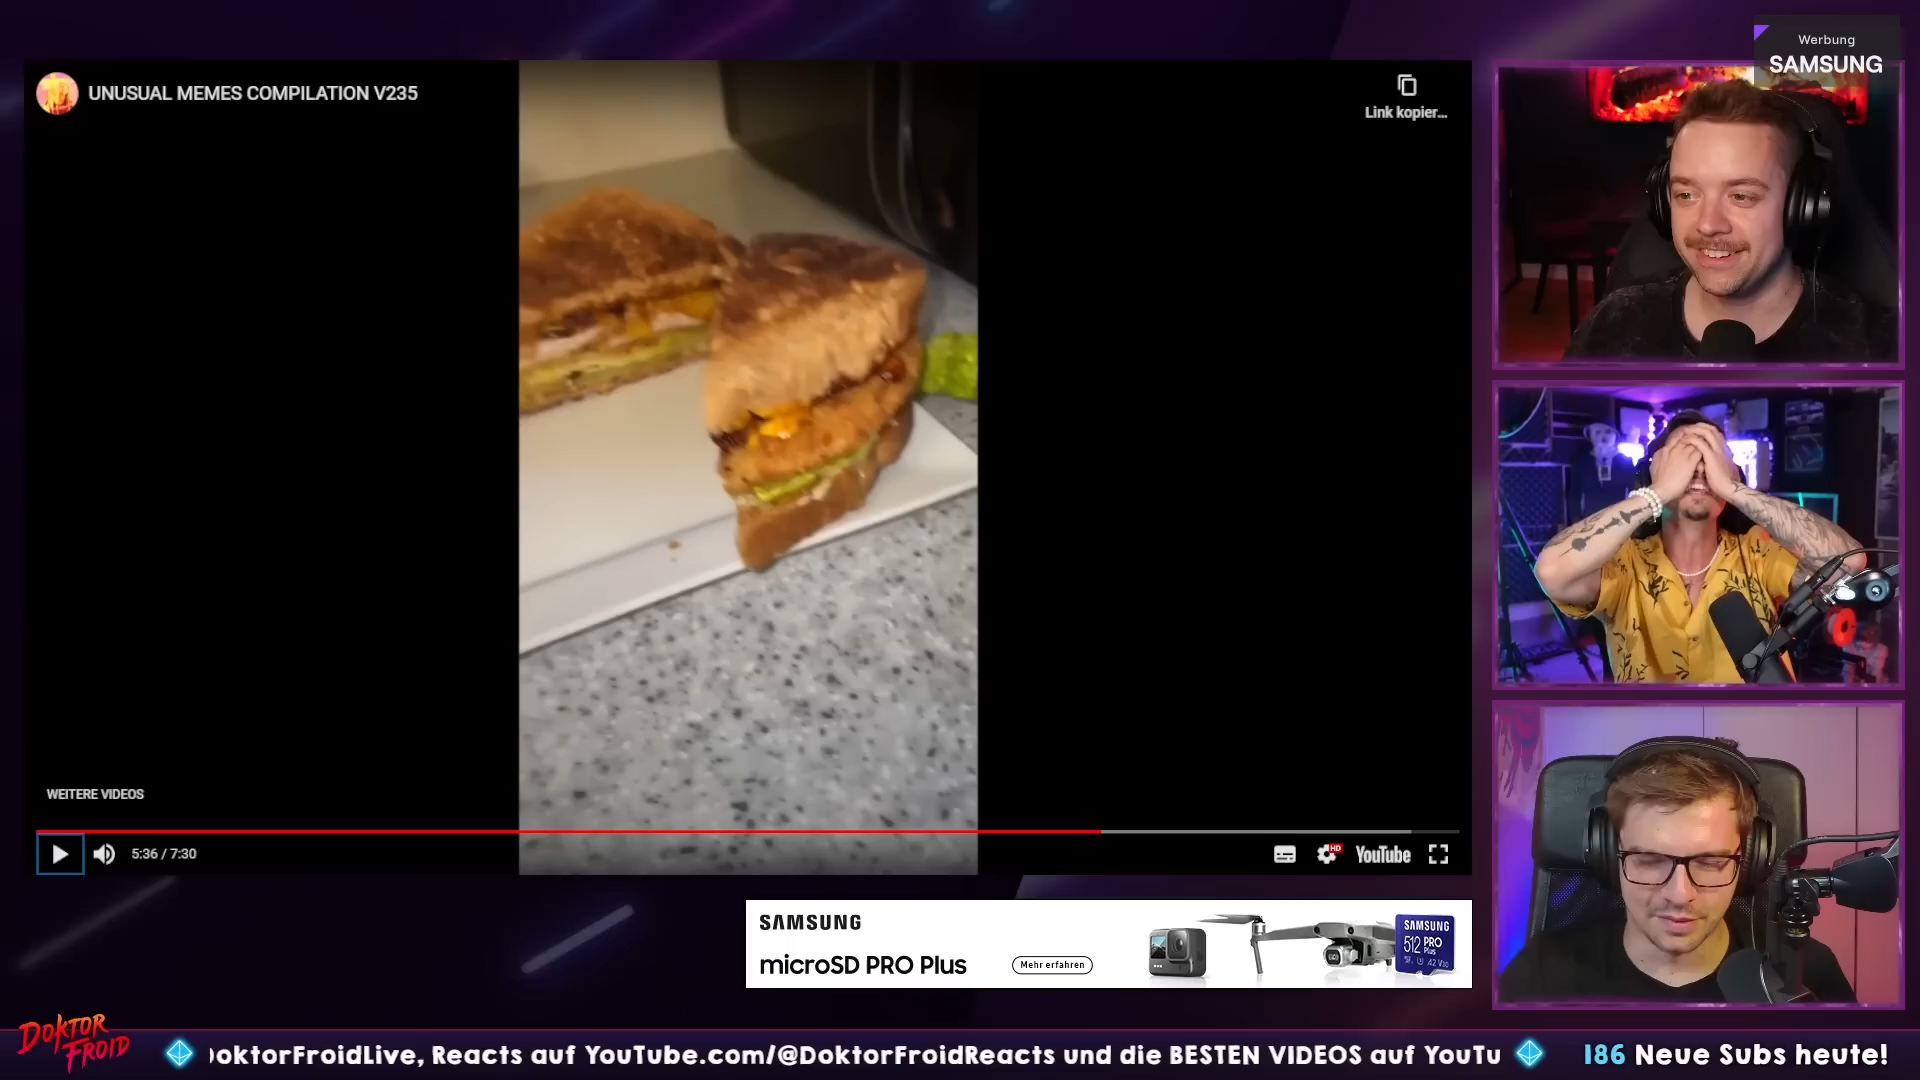 UNUSUAL MEMES COMPILATION V235
Link kopier...
Werbung
SAMSUNG
WEITERE VIDEOS
5:36 / 7:30
HD
YouTube
SAMSUNG
microSD PRO Plus
Mehr erfahren
SAMSUNG
512 PRO
Plus
DOKTOR
FROID
oktorFroidLive, Reacts auf YouTube.com/@DoktorFroidReacts und die BESTEN VIDEOS auf YouTu
186 Neue Subs heute!